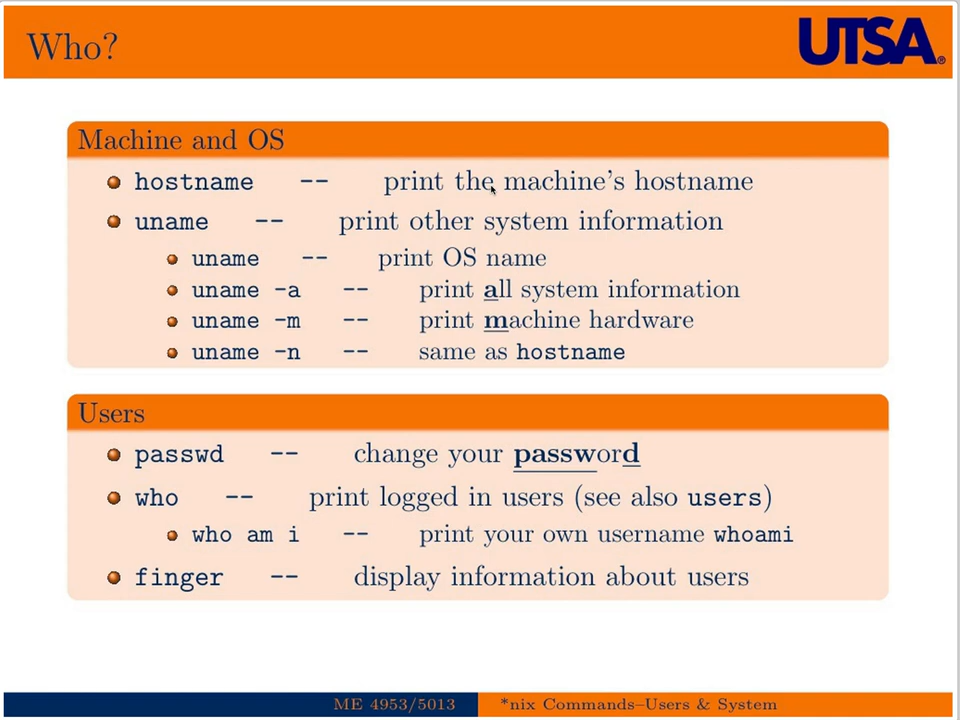 Who?
UTSA®
Machine and OS
hostname -- print the machine's hostname
uname -- print other system information
uname -- print OS name
uname -a -- print all system information
uname -m -- print machine hardware
uname -n -- same as hostname
Users
passwd -- change your password
who -- print logged in users (see also users)
who am i -- print your own username whoami
finger -- display information about users
ME 4953/5013 *nix Commands–Users & System